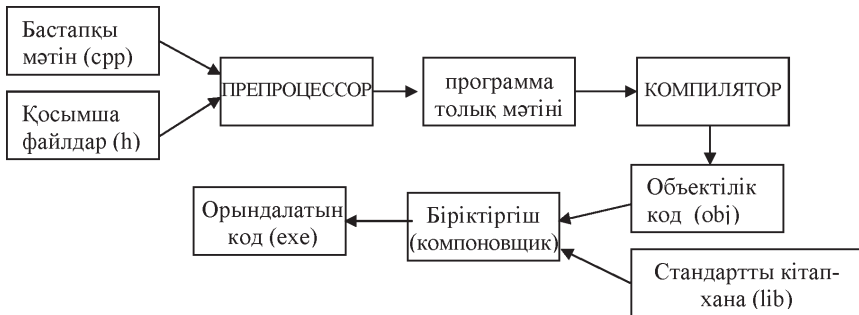 Бастапқы
мәтін (cpp)
Қосымша
файлдар (h)
ПРЕПРОЦЕССОР
программа
толық мәтіні
КОМПИЛЯТОР
Объектілік
код (obj)
Стандартты кітап-
хана (lib)
Біріктіргіш
(компоновщик)
Орындалатын
код (exe)